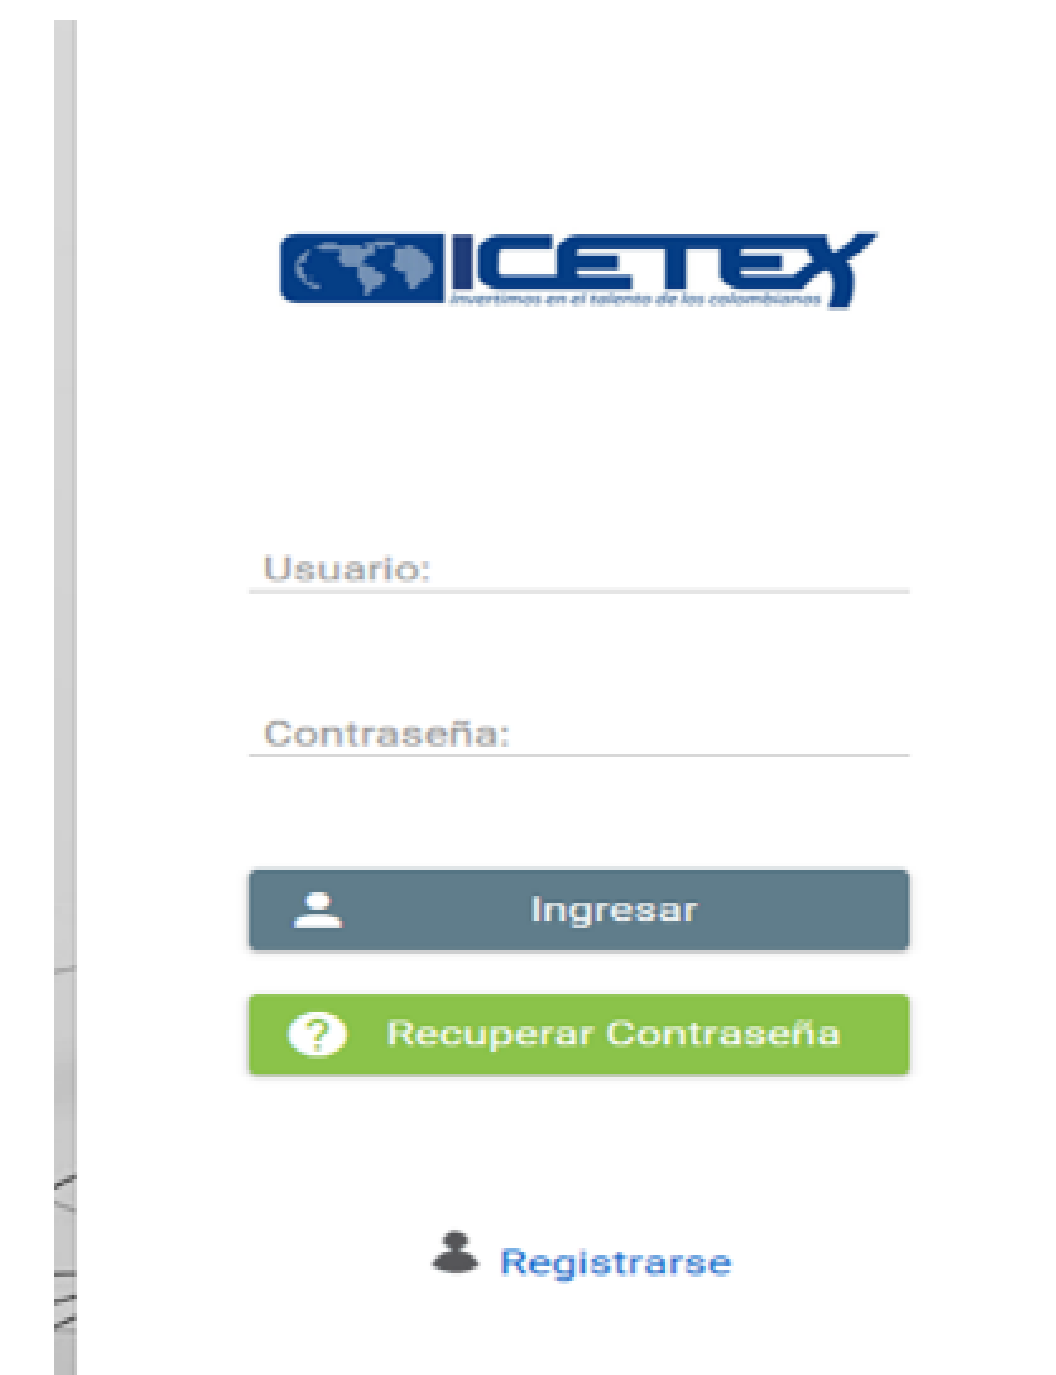 ICETEX
invertimos en el talento de los colombianos
Usuario:
Contraseña:
Ingresar
? Recuperar Contraseña
Registrarse